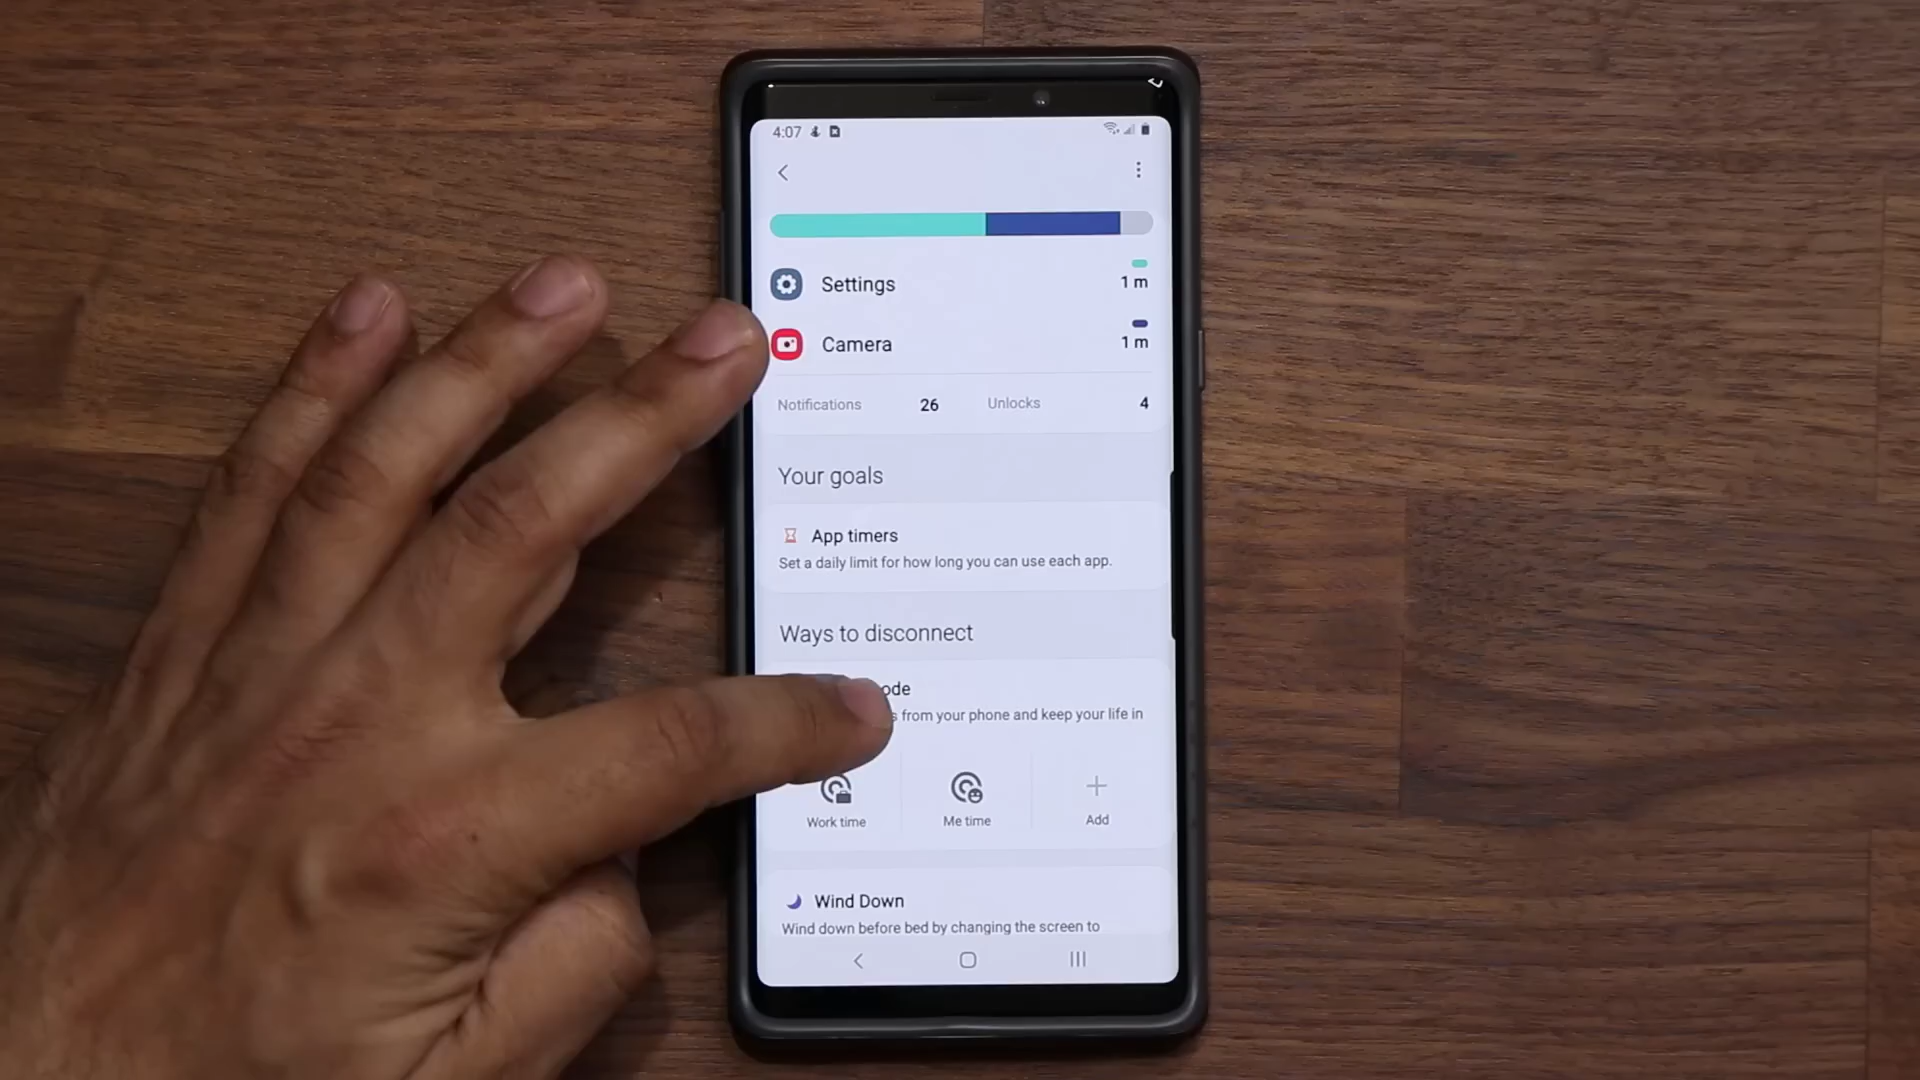 4:07
Settings
1 m
Camera
1 m
Notifications 26 Unlocks 4
Your goals
App timers
Set a daily limit for how long you can use each app.
Ways to disconnect
from your phone and keep your life in
Work time Me time Add
Wind Down
Wind down before bed by changing the screen to